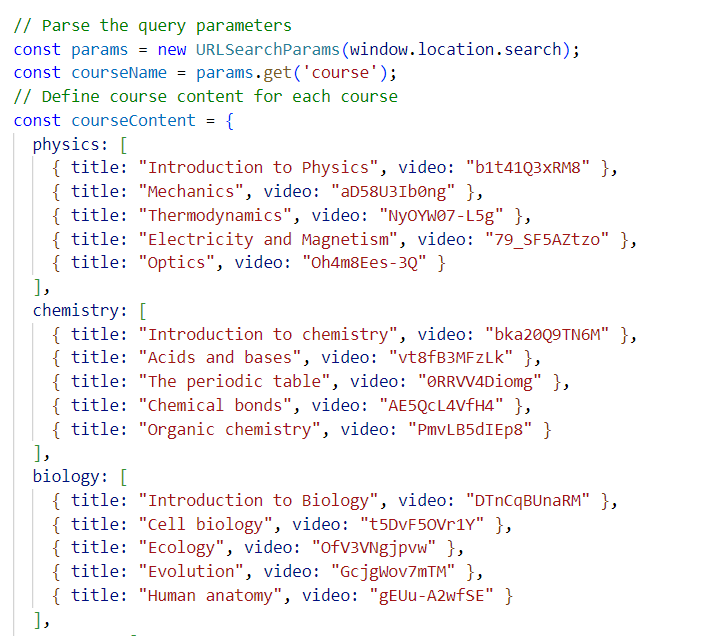 // Parse the query parameters
const params = new URLSearchParams(window.location.search);
const courseName = params.get('course');
// Define course content for each course
const courseContent = {
physics: [
{ title: "Introduction to Physics", video: "b1t41Q3xRM8" },
{ title: "Mechanics", video: "aD58U3Ib0ng" },
{ title: "Thermodynamics", video: "NyOYW07-L5g" },
{ title: "Electricity and Magnetism", video: "79_SF5AZtzo" },
{ title: "Optics", video: "Oh4m8Ees-3Q" }
],
chemistry: [
{ title: "Introduction to chemistry", video: "bka20Q9TN6M" },
{ title: "Acids and bases", video: "vt8fB3MFzLk" },
{ title: "The periodic table", video: "0RRVV4Diomg" },
{ title: "Chemical bonds", video: "AE5QcL4VfH4" },
{ title: "Organic chemistry", video: "PmvLB5dIEp8" }
],
biology: [
{ title: "Introduction to Biology", video: "DTnCqBUnaRM" },
{ title: "Cell biology", video: "t5DvF5OVr1Y" },
{ title: "Ecology", video: "OfV3VNgjpvw" },
{ title: "Evolution", video: "GcjgWov7mTM" },
{ title: "Human anatomy", video: "gEUu-A2wfSE" }
],